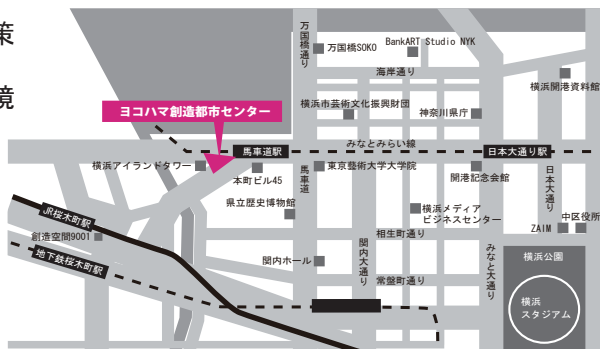 策
境
万国橋通り
万国橋SOKO
BankART Studio NYK
海岸通り
横浜開港資料館
横浜市芸術文化振興財団
神奈川県庁
ヨコハマ創造都市センター
みなとみらい線
馬車道駅
日本大通り駅
横浜アイランドタワー
本町ビル45
馬車道
東京藝術大学大学院
開港記念会館
日本大通り
県立歴史博物館
横浜メディア
ビジネスセンター
ZAIM
中区役所
JR桜木町駅
創造空間9001
地下鉄桜木町駅
相生町通り
関内ホール
関内大通り
みなと大通り
常盤町通り
横浜公園
横浜
スタジアム